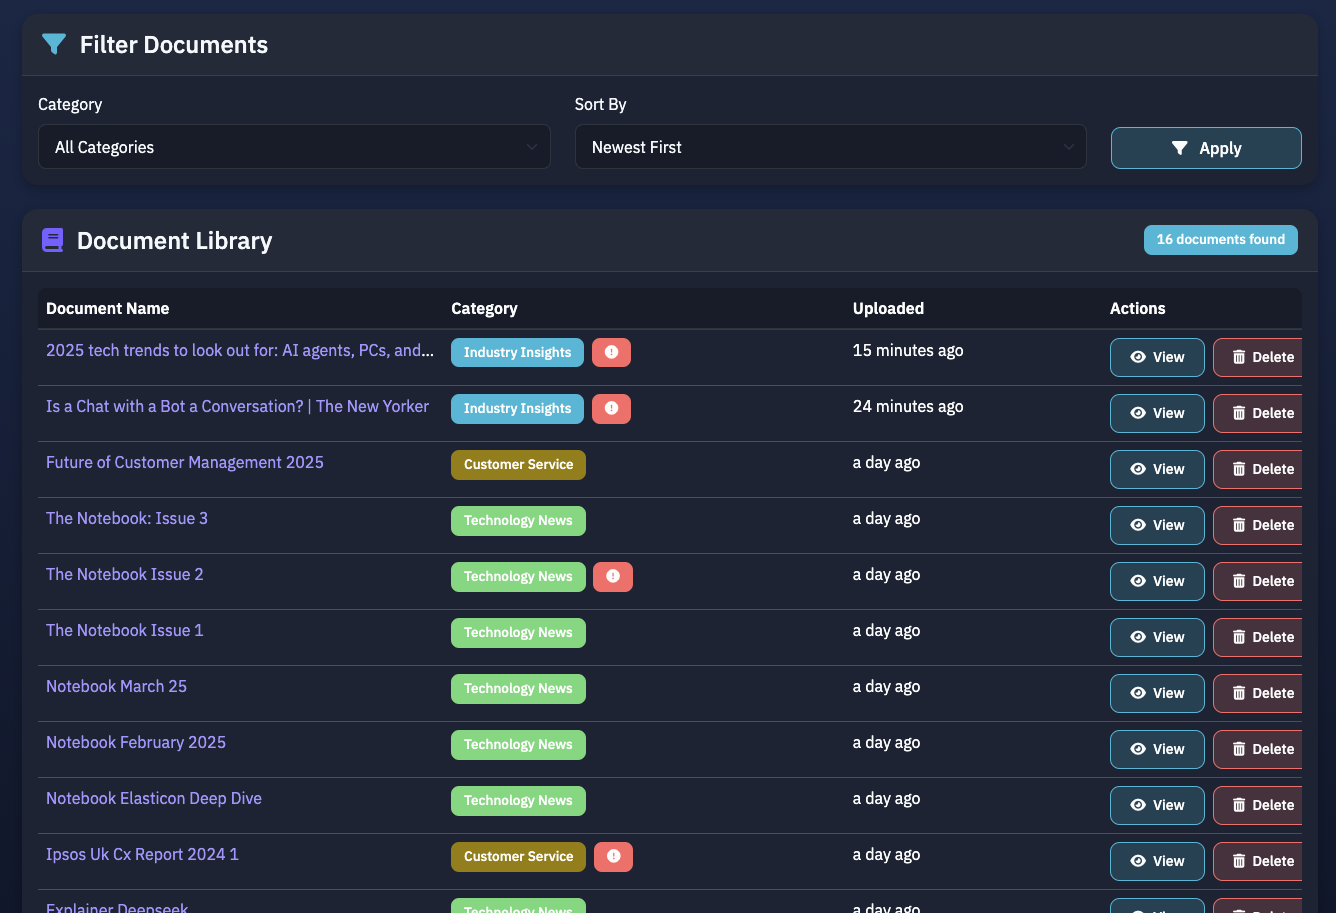 Filter Documents
Category
Sort By
All Categories
Newest First
Apply
Document Library
16 documents found
Document Name Category Uploaded Actions
2025 tech trends to look out for: AI agents, PCs, and... Industry Insights 15 minutes ago View Delete
Is a Chat with a Bot a Conversation? | The New Yorker Industry Insights 24 minutes ago View Delete
Future of Customer Management 2025 Customer Service a day ago View Delete
The Notebook: Issue 3 Technology News a day ago View Delete
The Notebook Issue 2 Technology News a day ago View Delete
The Notebook Issue 1 Technology News a day ago View Delete
Notebook March 25 Technology News a day ago View Delete
Notebook February 2025 Technology News a day ago View Delete
Notebook Elasticon Deep Dive Technology News a day ago View Delete
Ipsos Uk Cx Report 2024 1 Customer Service a day ago View Delete
Explainer Deepseek Technology News a day ago